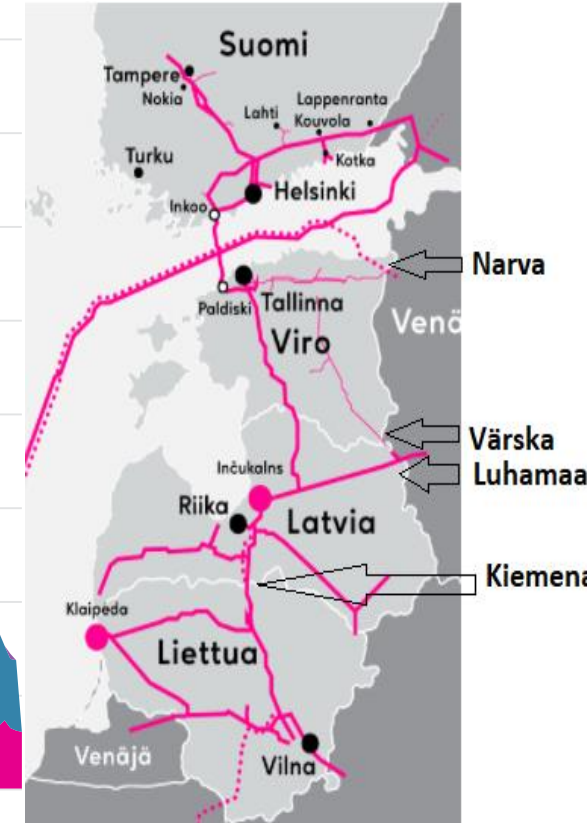 Suomi
Tampere
Nokia
Lahti
Lappenranta
Kouvola
Turku
Kotka
Helsinki
Inkoo
Narva
Paldiski
Tallinna
Venä
Viro
Värska
Inčukalns
Luhamaa
Riika
Latvia
Kiemena
Klaipeda
Liettua
Venäjä
Vilna